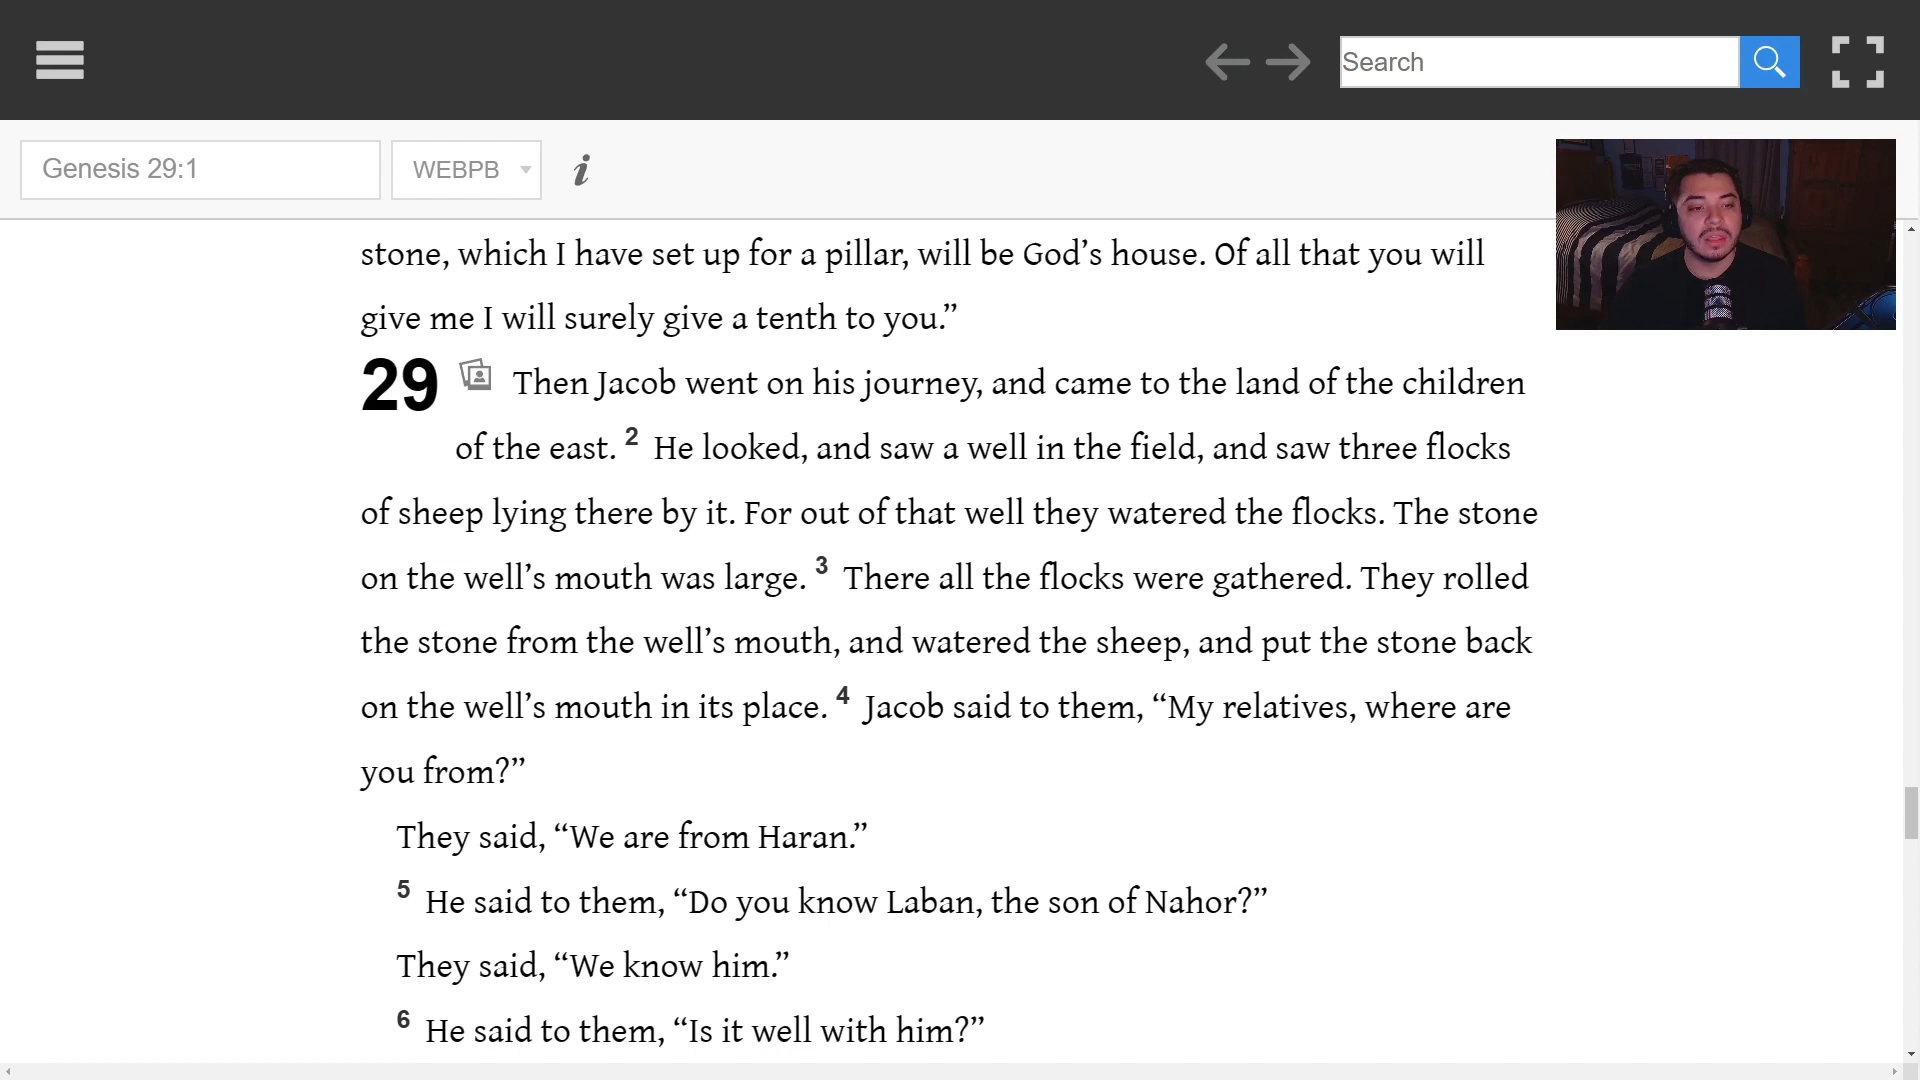 Search
Genesis 29:1
WEBPB
i
stone, which I have set up for a pillar, will be God’s house. Of all that you will
give me I will surely give a tenth to you.”
29 Then Jacob went on his journey, and came to the land of the children
of the east. 2 He looked, and saw a well in the field, and saw three flocks
of sheep lying there by it. For out of that well they watered the flocks. The stone
on the well’s mouth was large. 3 There all the flocks were gathered. They rolled
the stone from the well’s mouth, and watered the sheep, and put the stone back
on the well’s mouth in its place. 4 Jacob said to them, “My relatives, where are
you from?”
They said, “We are from Haran.”
5 He said to them, “Do you know Laban, the son of Nahor?”
They said, “We know him.”
6 He said to them, “Is it well with him?”